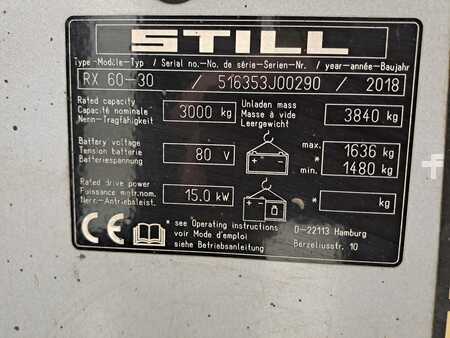 STILL
Type-Modèle-Typ / Serial no.-No. de série-Serien-Nr. / year-année-Baujahr
RX 60-30 / 516353J00290 / 2018
Rated capacity
Capacité nominale 3000 kg
Nenn-Tragfähigkeit
Unladen mass
Masse à vide 3840 kg
Leergewicht
Battery voltage
Tension batterie 80 V
Batteriespannung
max. 1636 kg
*
min. 1480 kg
Rated drive power
Puissance motr.nom. 15.0 kW
Nenn-Antriebsleist.
* kg
* see Operating instructions
voir Mode d'emploi
siehe Betriebsanleitung
D-22113 Hamburg
Berzeliusstr. 10
CE